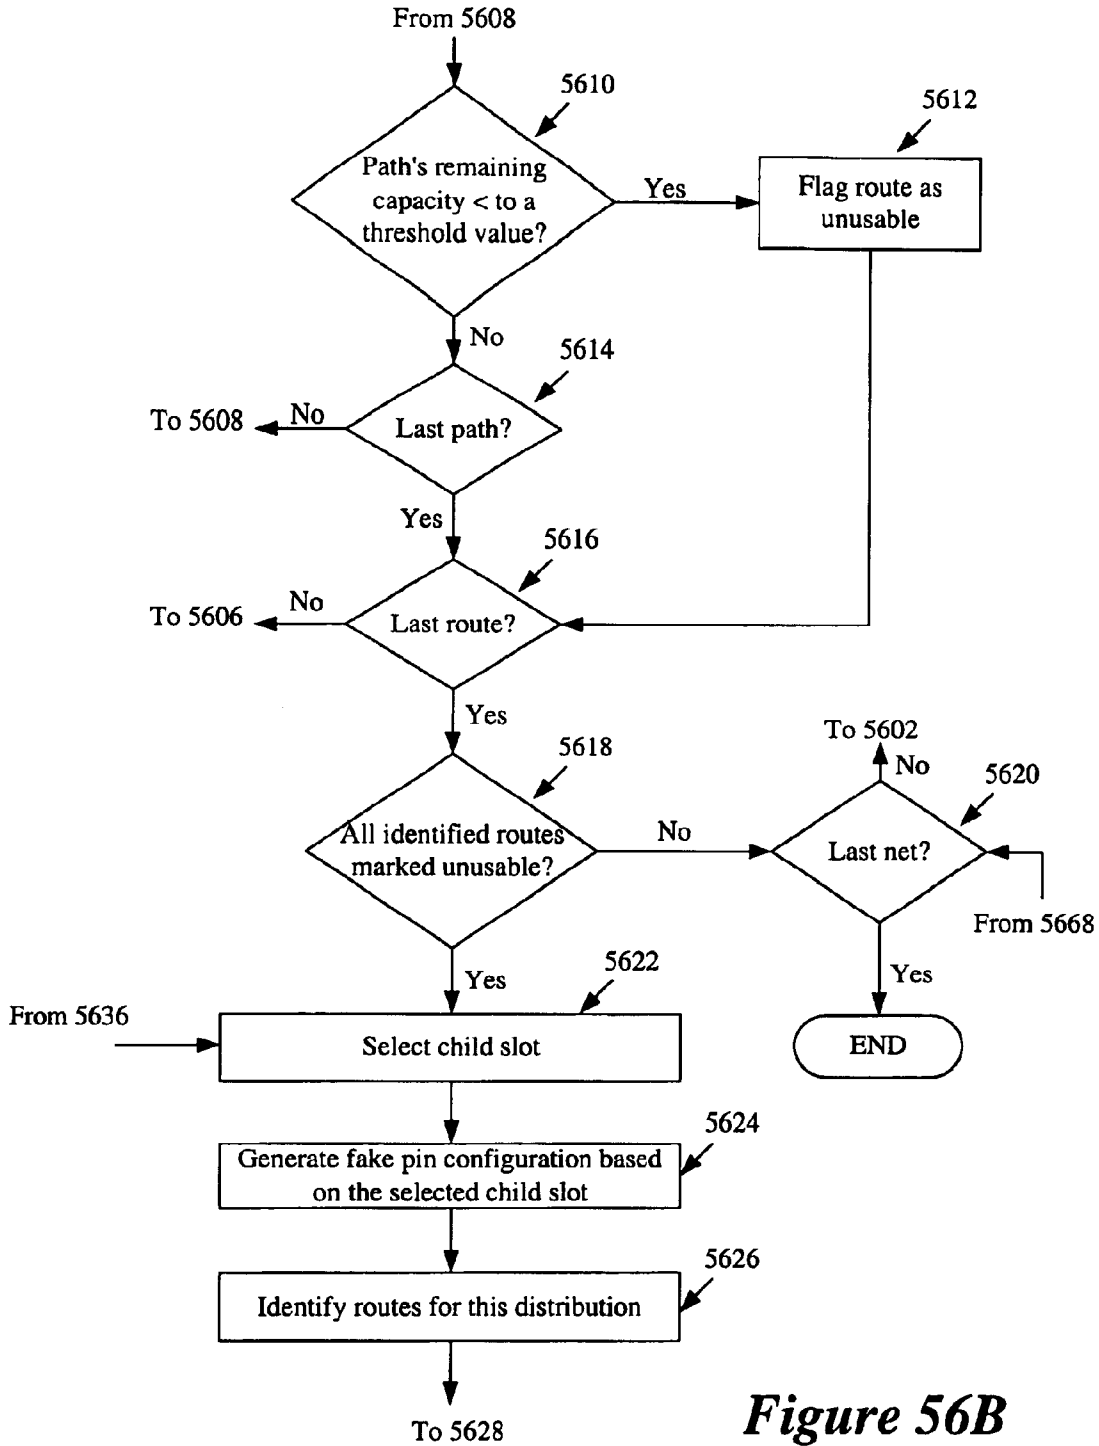 From 5608
5610
5612
Path's remaining
capacity < to a
threshold value?
Yes
Flag route as
unusable
No
5614
To 5608
No
Last path?
Yes
5616
To 5606
No
Last route?
Yes
5618
To 5602
No
5620
All identified routes
marked unusable?
No
Last net?
From 5668
Yes
5622
Yes
From 5636
Select child slot
END
5624
Generate fake pin configuration based
on the selected child slot
5626
Identify routes for this distribution
To 5628
Figure 56B